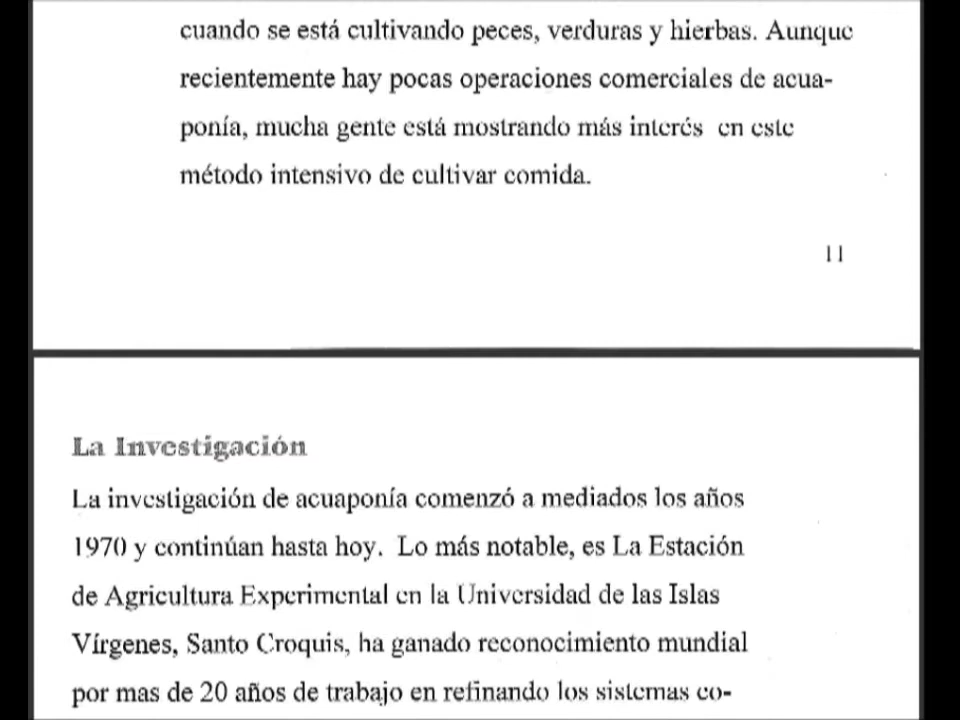 cuando se está cultivando peces, verduras y hierbas. Aunque
recientemente hay pocas operaciones comerciales de acua-
ponía, mucha gente está mostrando más interés en este
método intensivo de cultivar comida.
11
La Investigación
La investigación de acuaponía comenzó a mediados los años
1970 y continúan hasta hoy. Lo más notable, es La Estación
de Agricultura Experimental en la Universidad de las Islas
Vírgenes, Santo Croquis, ha ganado reconocimiento mundial
por mas de 20 años de trabajo en refinando los sistemas co-